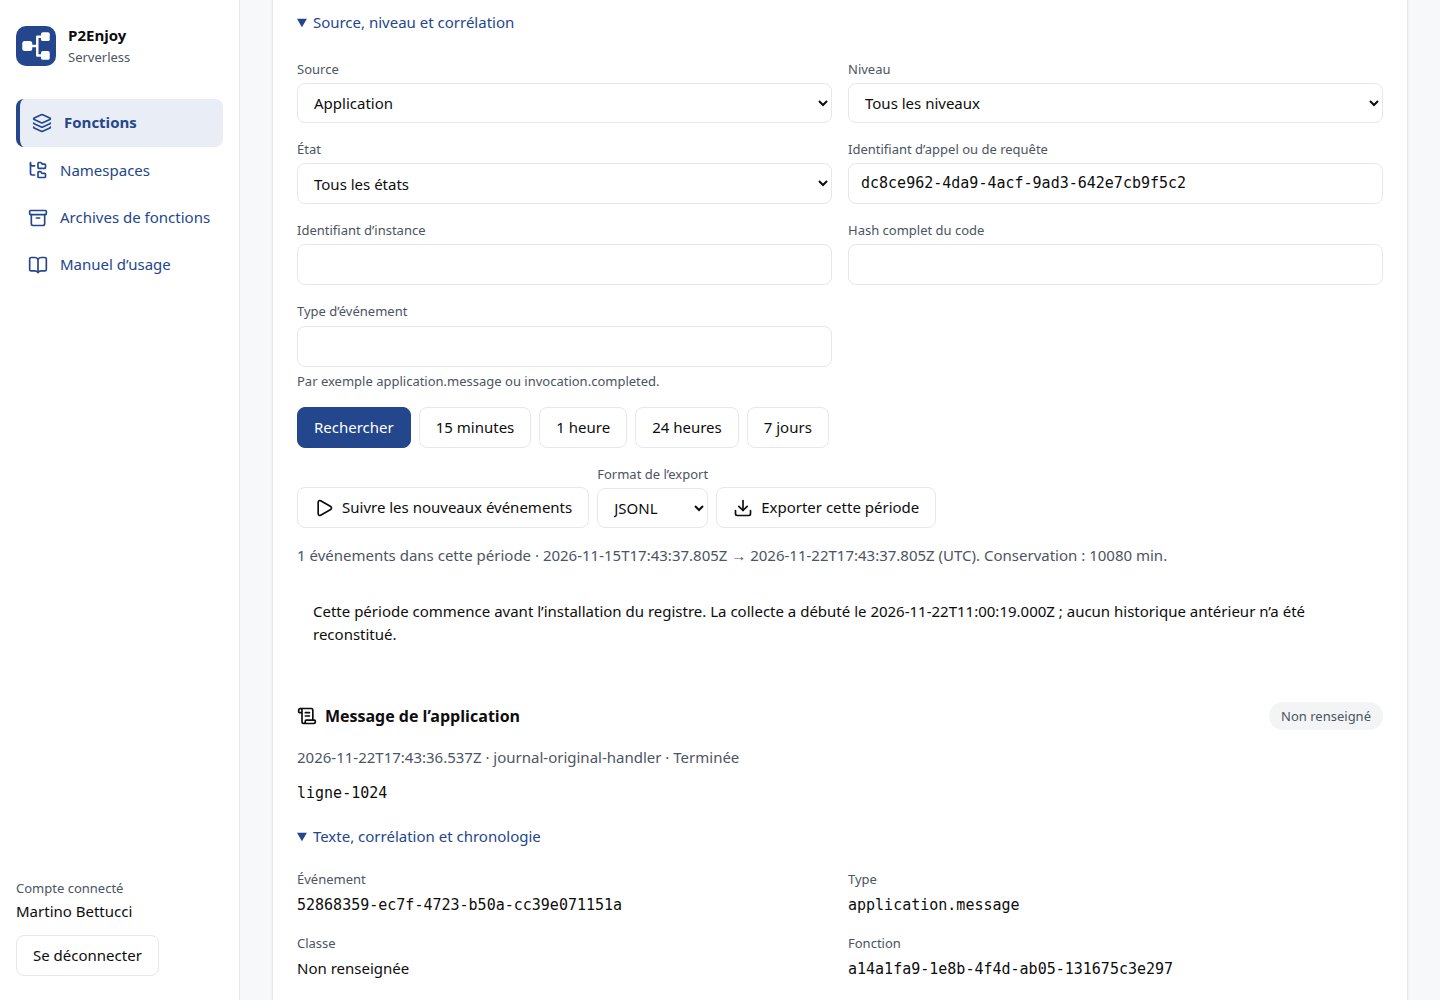 P2Enjoy
Serverless
Fonctions
Namespaces
Archives de fonctions
Manuel d’usage
Compte connecté
Martino Bettucci
Se déconnecter
Source, niveau et corrélation
Source
Niveau
Application
Tous les niveaux
État
Identifiant d’appel ou de requête
Tous les états
dc8ce962-4da9-4acf-9ad3-642e7cb9f5c2
Identifiant d’instance
Hash complet du code
Type d’événement
Par exemple application.message ou invocation.completed.
Rechercher
15 minutes
1 heure
24 heures
7 jours
Format de l’export
Suivre les nouveaux événements
JSONL
Exporter cette période
1 événements dans cette période · 2026-11-15T17:43:37.805Z → 2026-11-22T17:43:37.805Z (UTC). Conservation : 10080 min.
Cette période commence avant l’installation du registre. La collecte a débuté le 2026-11-22T11:00:19.000Z ; aucun historique antérieur n’a été
reconstitué.
Message de l’application
Non renseigné
2026-11-22T17:43:36.537Z · journal-original-handler · Terminée
ligne-1024
Texte, corrélation et chronologie
Événement
Type
52868359-ec7f-4723-b50a-cc39e071151a
application.message
Classe
Fonction
Non renseignée
a14a1fa9-1e8b-4f4d-ab05-131675c3e297